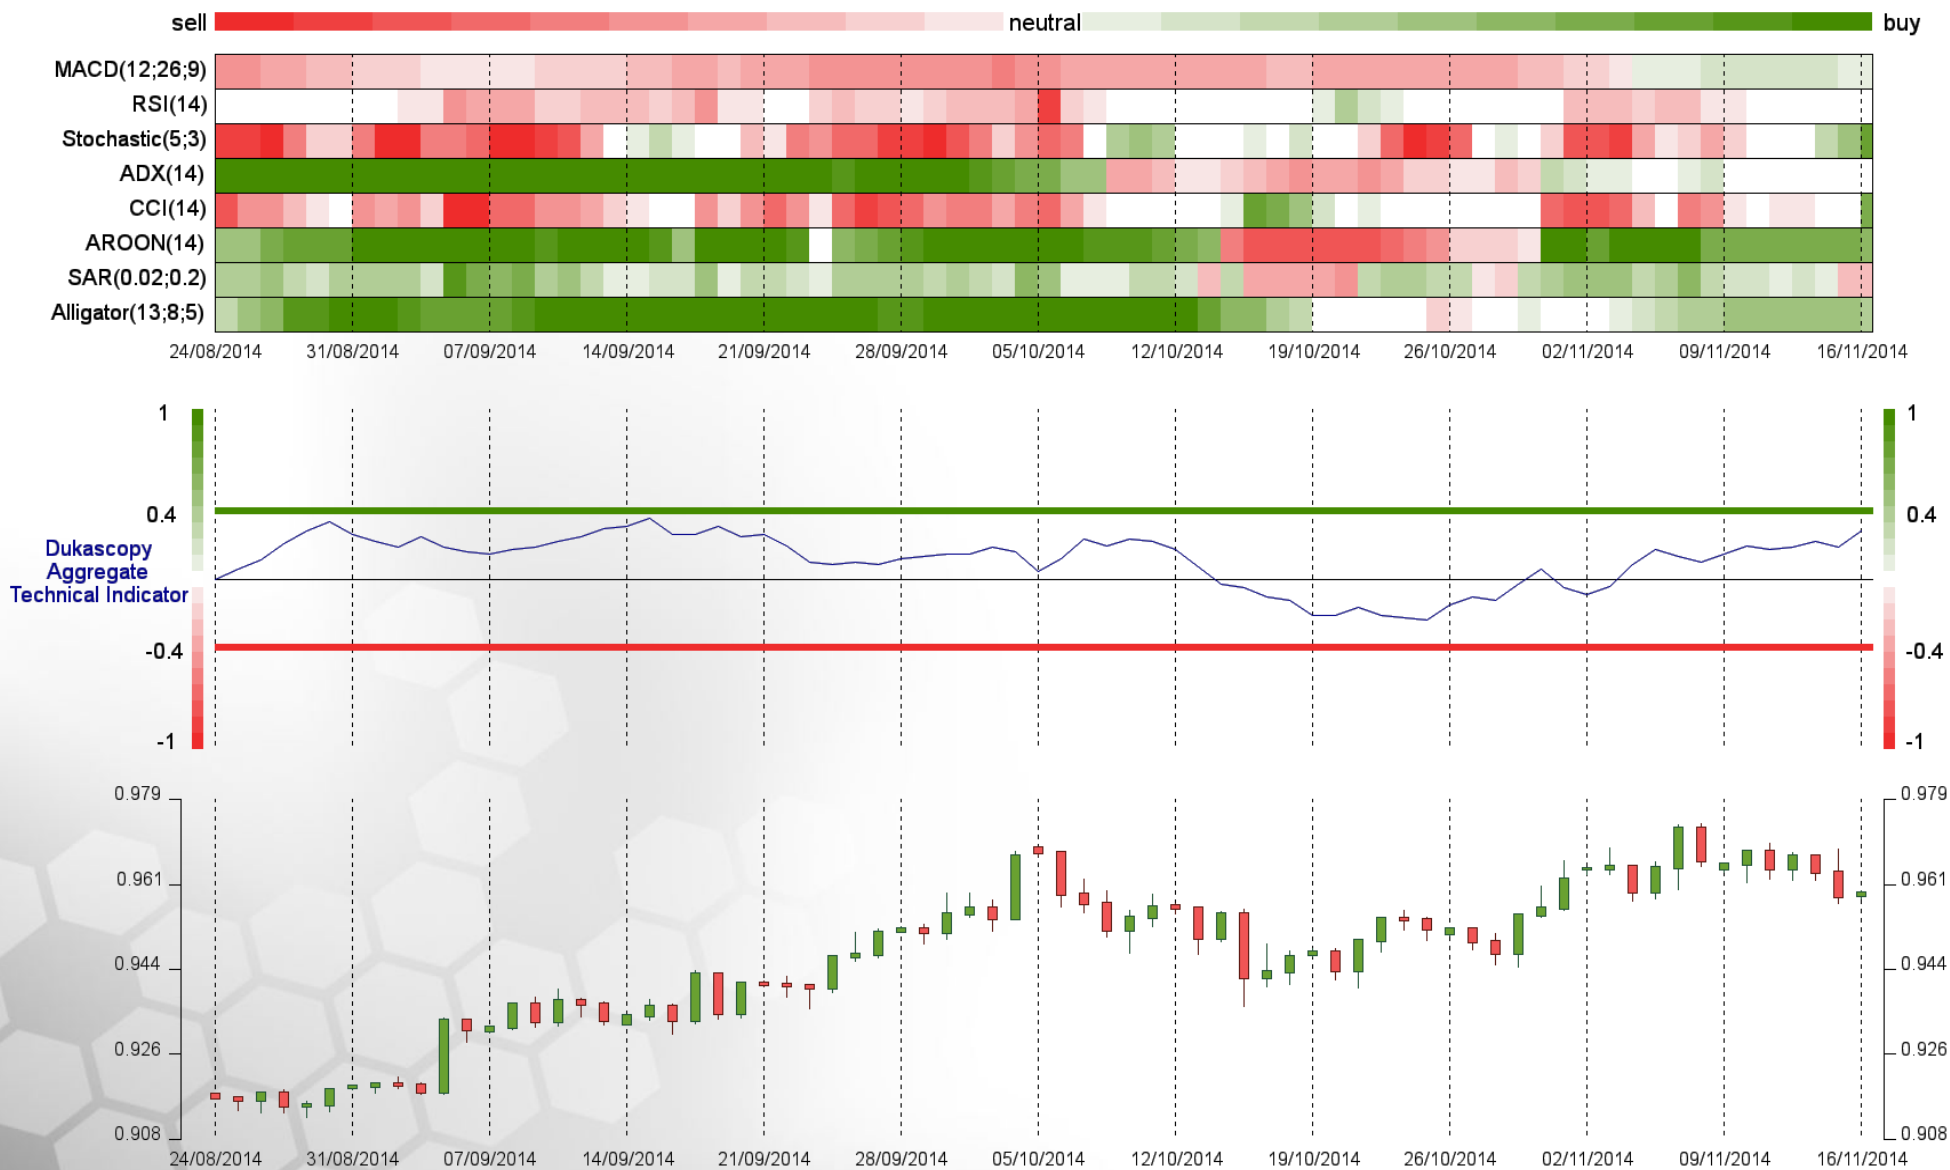 sell neutral buy
MACD(12;26;9)
RSI(14)
Stochastic(5;3)
ADX(14)
CCI(14)
AROON(14)
SAR(0.02;0.2)
Alligator(13;8;5)
24/08/2014 31/08/2014 07/09/2014 14/09/2014 21/09/2014 28/09/2014 05/10/2014 12/10/2014 19/10/2014 26/10/2014 02/11/2014 09/11/2014 16/11/2014
1 1
0.4 0.4
Dukascopy
Aggregate
Technical Indicator
-0.4 -0.4
-1 -1
0.979 0.979
0.961 0.961
0.944 0.944
0.926 0.926
0.908 0.908
24/08/2014 31/08/2014 07/09/2014 14/09/2014 21/09/2014 28/09/2014 05/10/2014 12/10/2014 19/10/2014 26/10/2014 02/11/2014 09/11/2014 16/11/2014